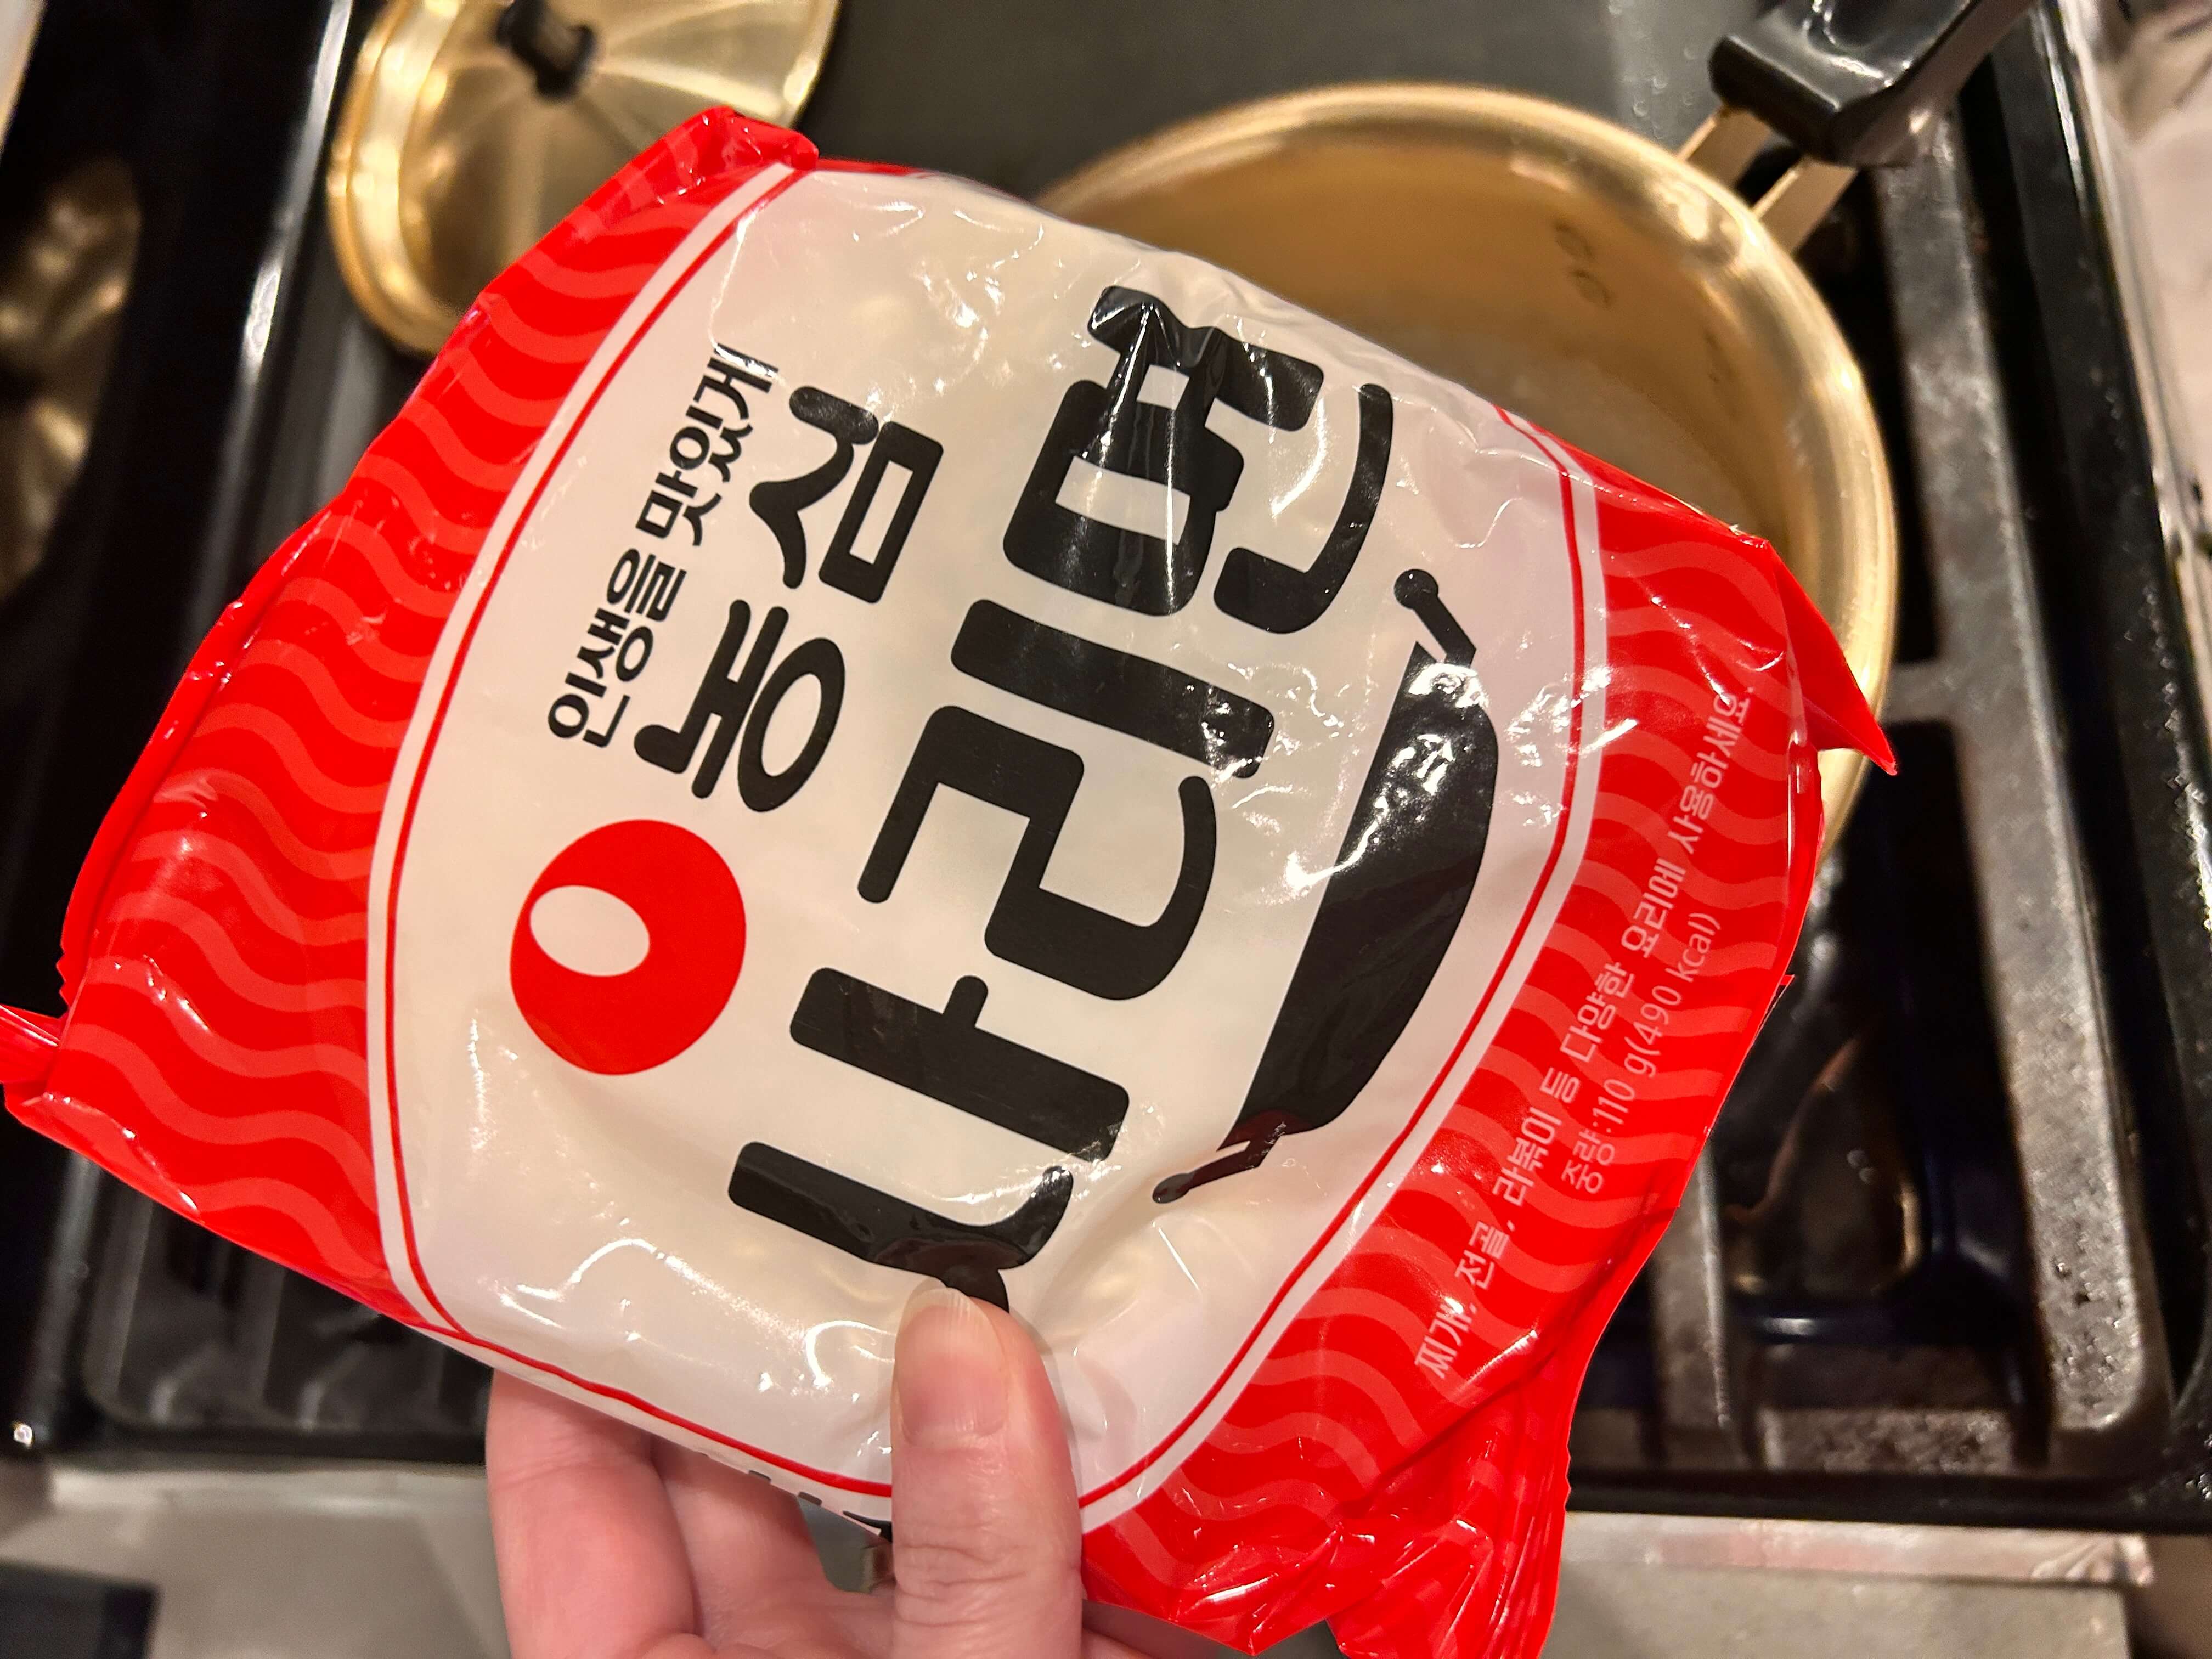 인생을 맛있게
농심
사리면
찌개, 전골, 라볶이 등 다양한 요리에 사용하세요.
중량:110 g(490 kcal)